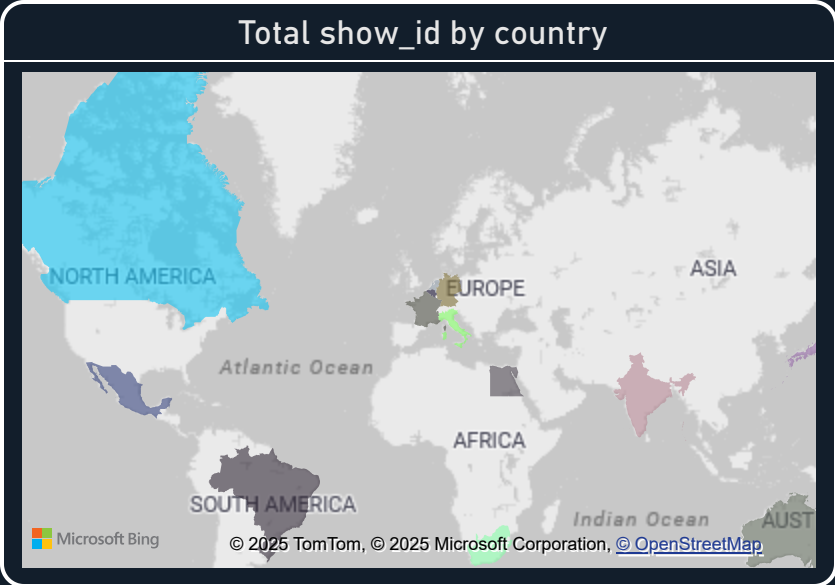 Total show_id by country
NORTH AMERICA
EUROPE
ASIA
Atlantic Ocean
AFRICA
SOUTH AMERICA
Indian Ocean
AUST
Microsoft Bing
© 2025 TomTom, © 2025 Microsoft Corporation, © OpenStreetMap